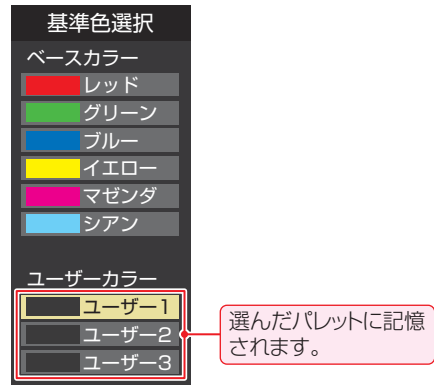 基準色選択
ベースカラー
レッド
グリーン
ブルー
イエロー
マゼンダ
シアン
ユーザーカラー
ユーザー1
ユーザー2
ユーザー3
選んだパレットに記憶
されます。